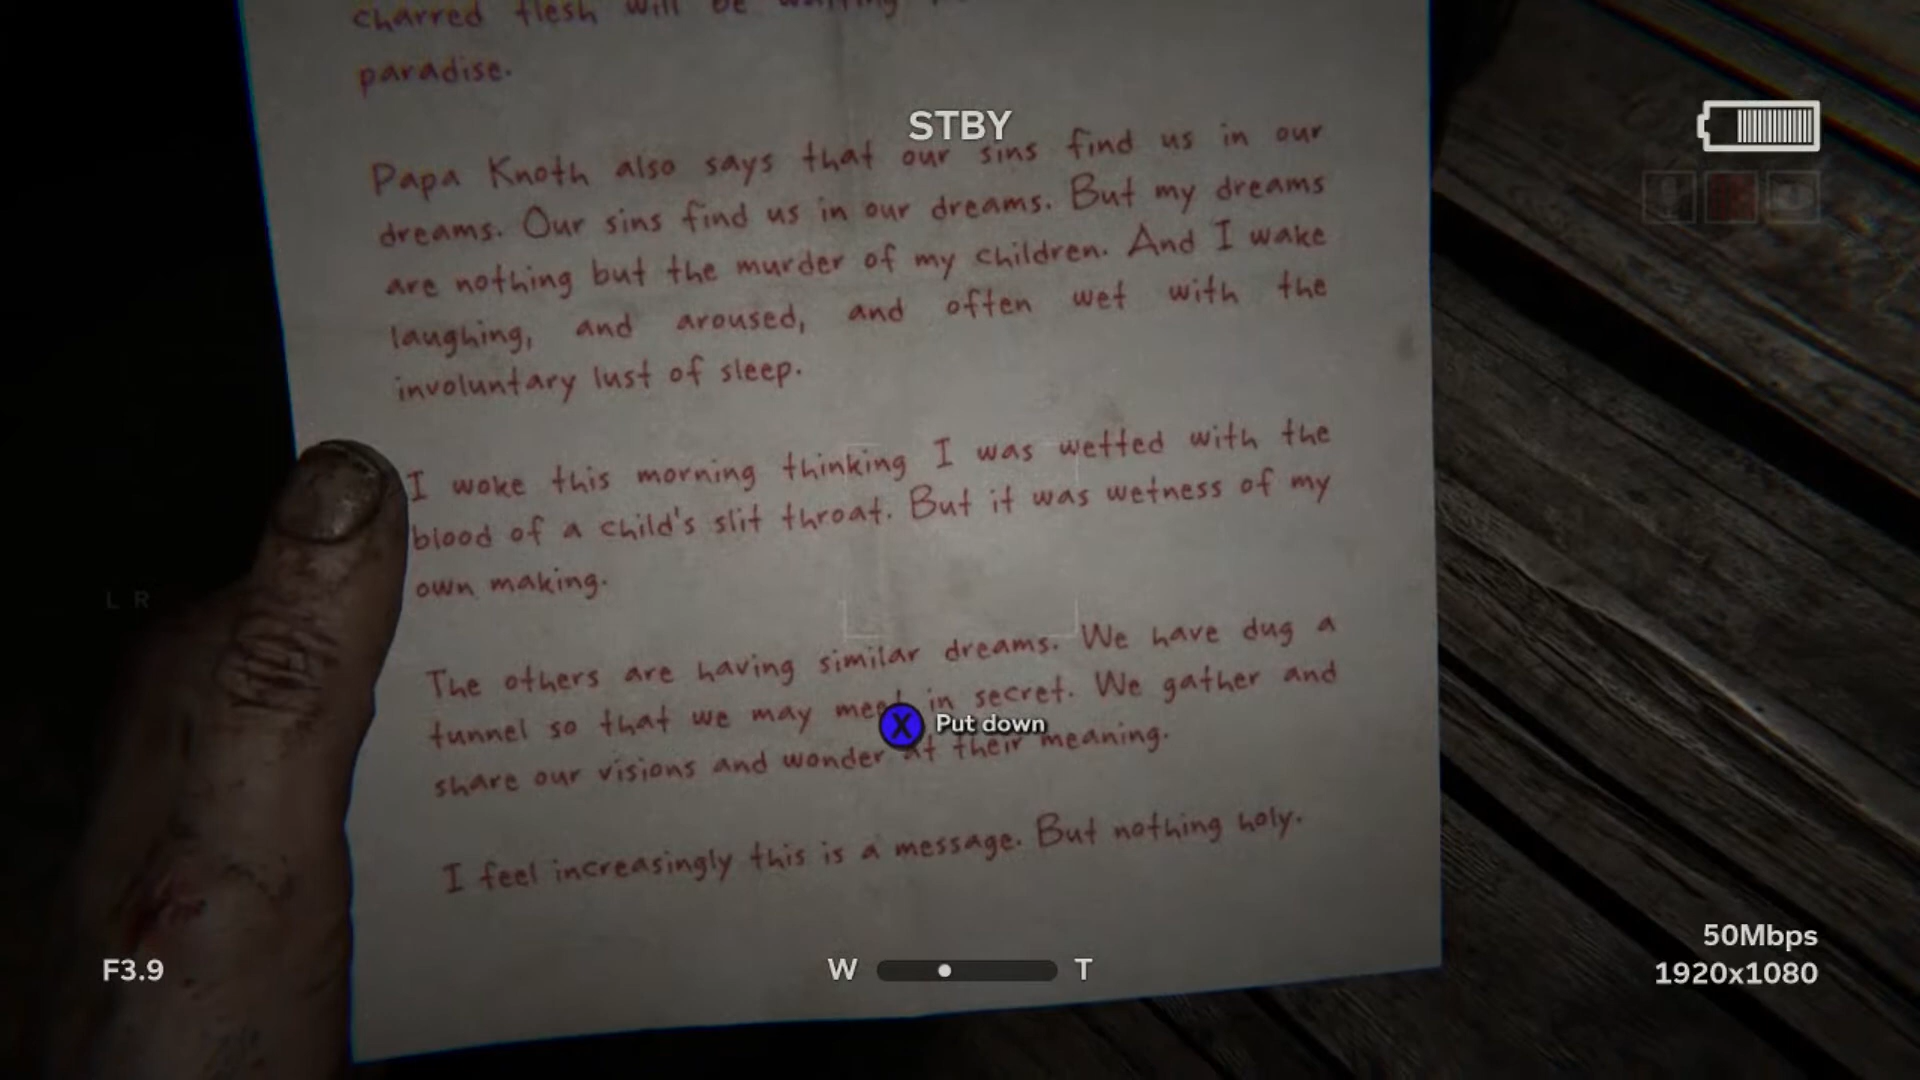 charred flesh will be waiting
paradise.
STBY
Papa Knoth also says that our sins find us in our
dreams. Our sins find us in our dreams. But my dreams
are nothing but the murder of my children. And I wake
laughing, and aroused, and often wet with the
involuntary lust of sleep.
I woke this morning thinking I was wetted with the
blood of a child's slit throat. But it was wetness of my
own making.
L R
The others are having similar dreams. We have dug a
tunnel so that we may meet in secret. We gather and
share our visions and wonder at their meaning.
X Put down
I feel increasingly this is a message. But nothing holy.
F3.9
W T
50Mbps
1920x1080